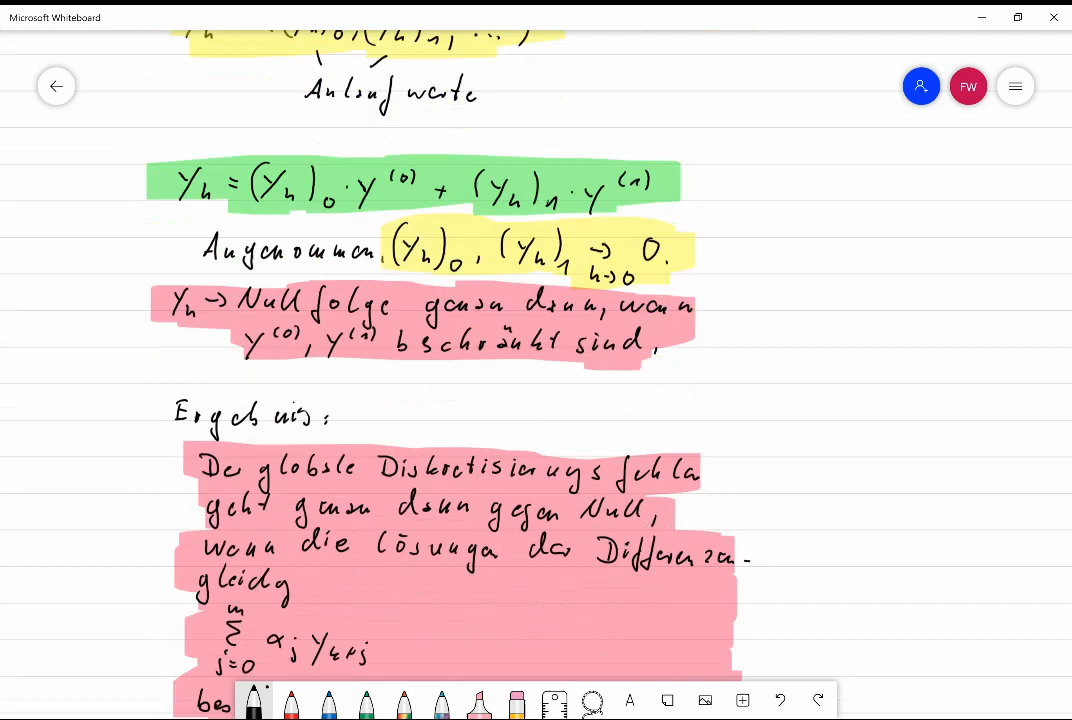 Microsoft Whiteboard
FW
Anlaufwerte
y_h = (y_h)_0 · y^(0) + (y_h)_1 · y^(1)
Angenommen, (y_h)_0, (y_h)_1 → 0.
h→0
y_h → Nullfolge genau dann, wenn
y^(0), y^(1) beschränkt sind.
Ergebnis:
Der globale Diskretisierungsfehler
geht genau dann gegen Null,
wenn die Lösungen der Differenzen-
gleichg
m
Σ α_j y_{k+j}
j=0
bes
A